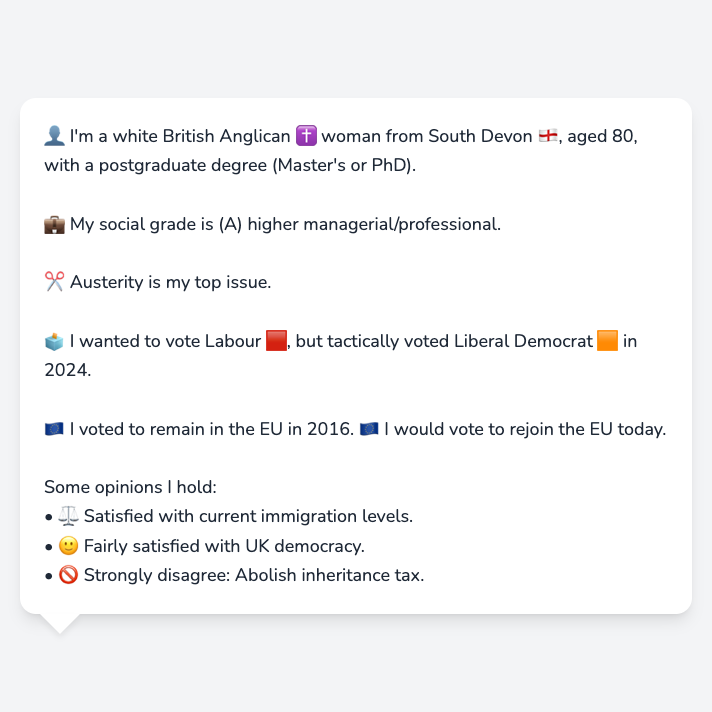 👤 I'm a white British Anglican ✝️ woman from South Devon 🏴󠁧󠁢󠁥󠁮󠁧󠁿, aged 80,
with a postgraduate degree (Master's or PhD).
💼 My social grade is (A) higher managerial/professional.
✂️ Austerity is my top issue.
🗳️ I wanted to vote Labour 🟥, but tactically voted Liberal Democrat 🟧 in
2024.
🇪🇺 I voted to remain in the EU in 2016. 🇪🇺 I would vote to rejoin the EU today.
Some opinions I hold:
• ⚖️ Satisfied with current immigration levels.
• 🙂 Fairly satisfied with UK democracy.
• 🚫 Strongly disagree: Abolish inheritance tax.